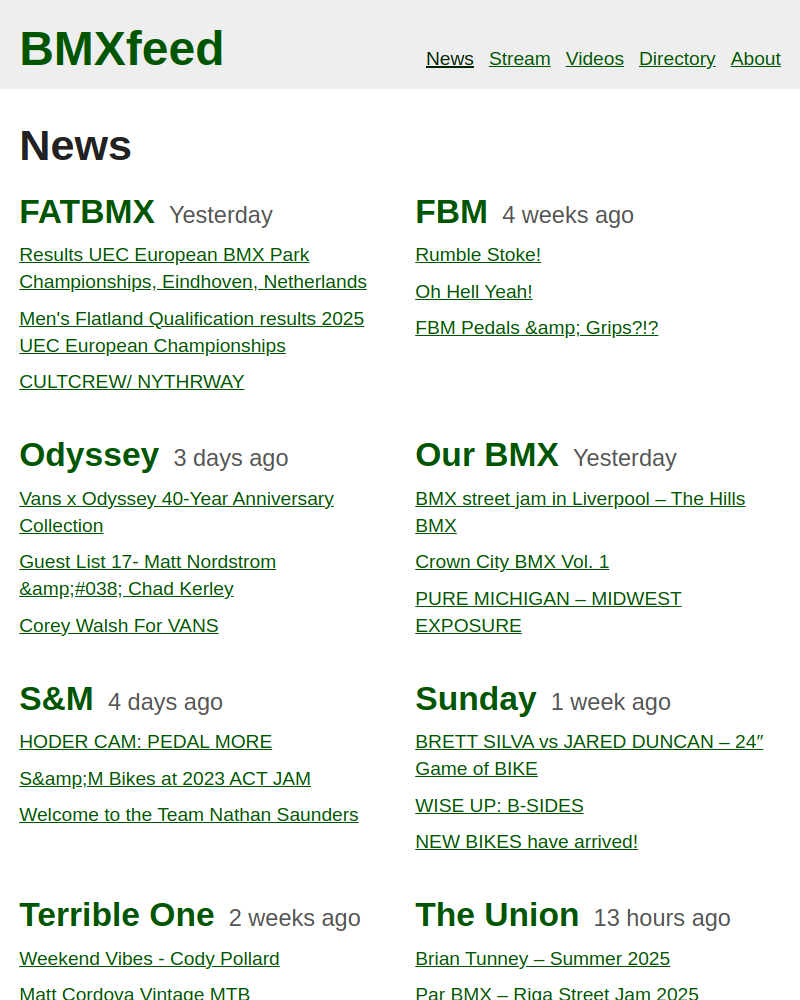 BMXfeed
News Stream Videos Directory About
News
FATBMX Yesterday
Results UEC European BMX Park
Championships, Eindhoven, Netherlands
Men's Flatland Qualification results 2025
UEC European Championships
CULTCREW/ NYTHRWAY
FBM 4 weeks ago
Rumble Stoke!
Oh Hell Yeah!
FBM Pedals &amp; Grips?!?
Odyssey 3 days ago
Vans x Odyssey 40-Year Anniversary
Collection
Guest List 17- Matt Nordstrom
&amp;#038; Chad Kerley
Corey Walsh For VANS
Our BMX Yesterday
BMX street jam in Liverpool – The Hills
BMX
Crown City BMX Vol. 1
PURE MICHIGAN – MIDWEST
EXPOSURE
S&M 4 days ago
HODER CAM: PEDAL MORE
S&amp;M Bikes at 2023 ACT JAM
Welcome to the Team Nathan Saunders
Sunday 1 week ago
BRETT SILVA vs JARED DUNCAN – 24″
Game of BIKE
WISE UP: B-SIDES
NEW BIKES have arrived!
Terrible One 2 weeks ago
Weekend Vibes - Cody Pollard
Matt Cordova Vintage MTB
The Union 13 hours ago
Brian Tunney – Summer 2025
Par BMX – Riga Street Jam 2025